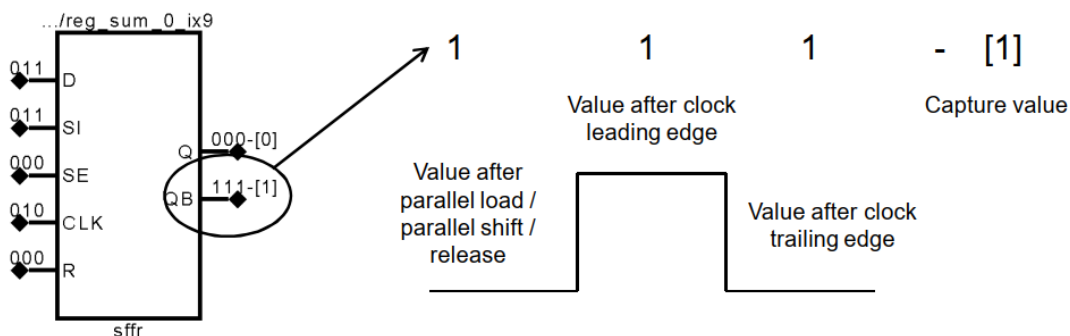 .../reg_sum_0_ix9
011
D
011
SI
000
SE
010
CLK
000
R
Q
000-[0]
QB
111-[1]
sffr
1 1 1 - [1]
Value after clock
leading edge
Capture value
Value after
parallel load /
parallel shift /
release
Value after clock
trailing edge